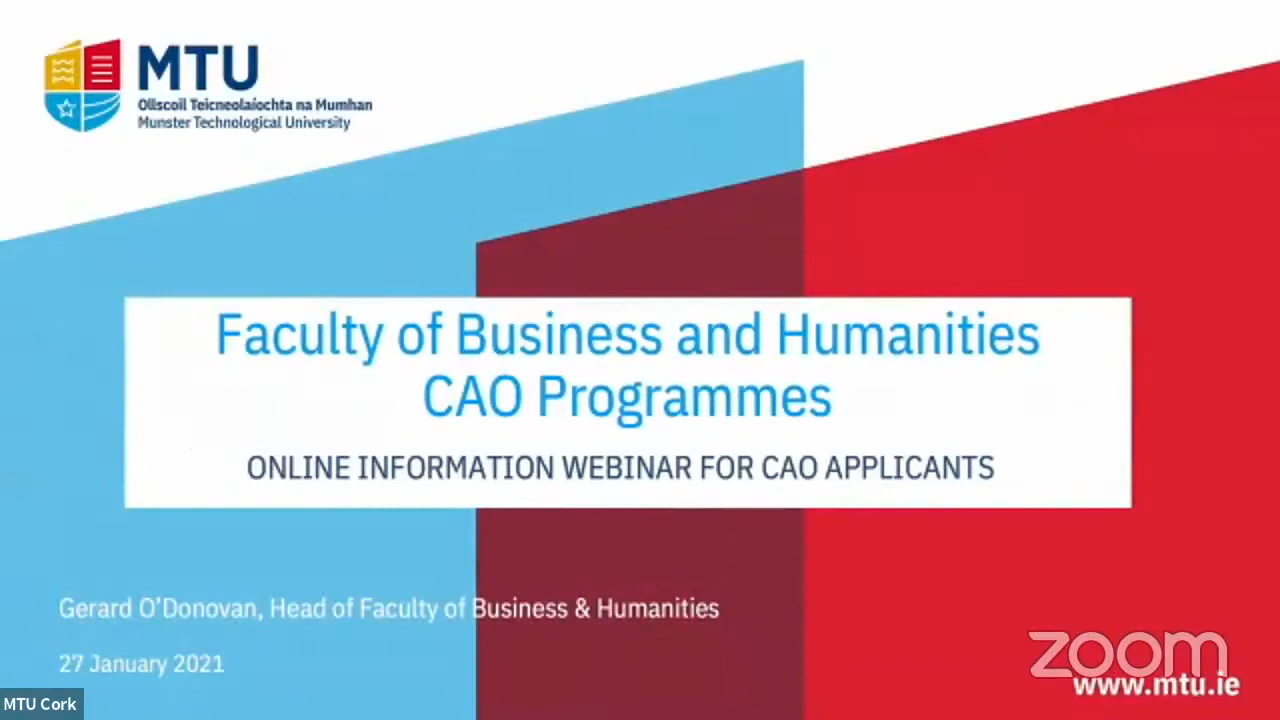 MTU
Ollscoil Teicneolaíochta na Mumhan
Munster Technological University
Faculty of Business and Humanities
CAO Programmes
ONLINE INFORMATION WEBINAR FOR CAO APPLICANTS
Gerard O'Donovan, Head of Faculty of Business & Humanities
27 January 2021
zoom
www.mtu.ie
MTU Cork